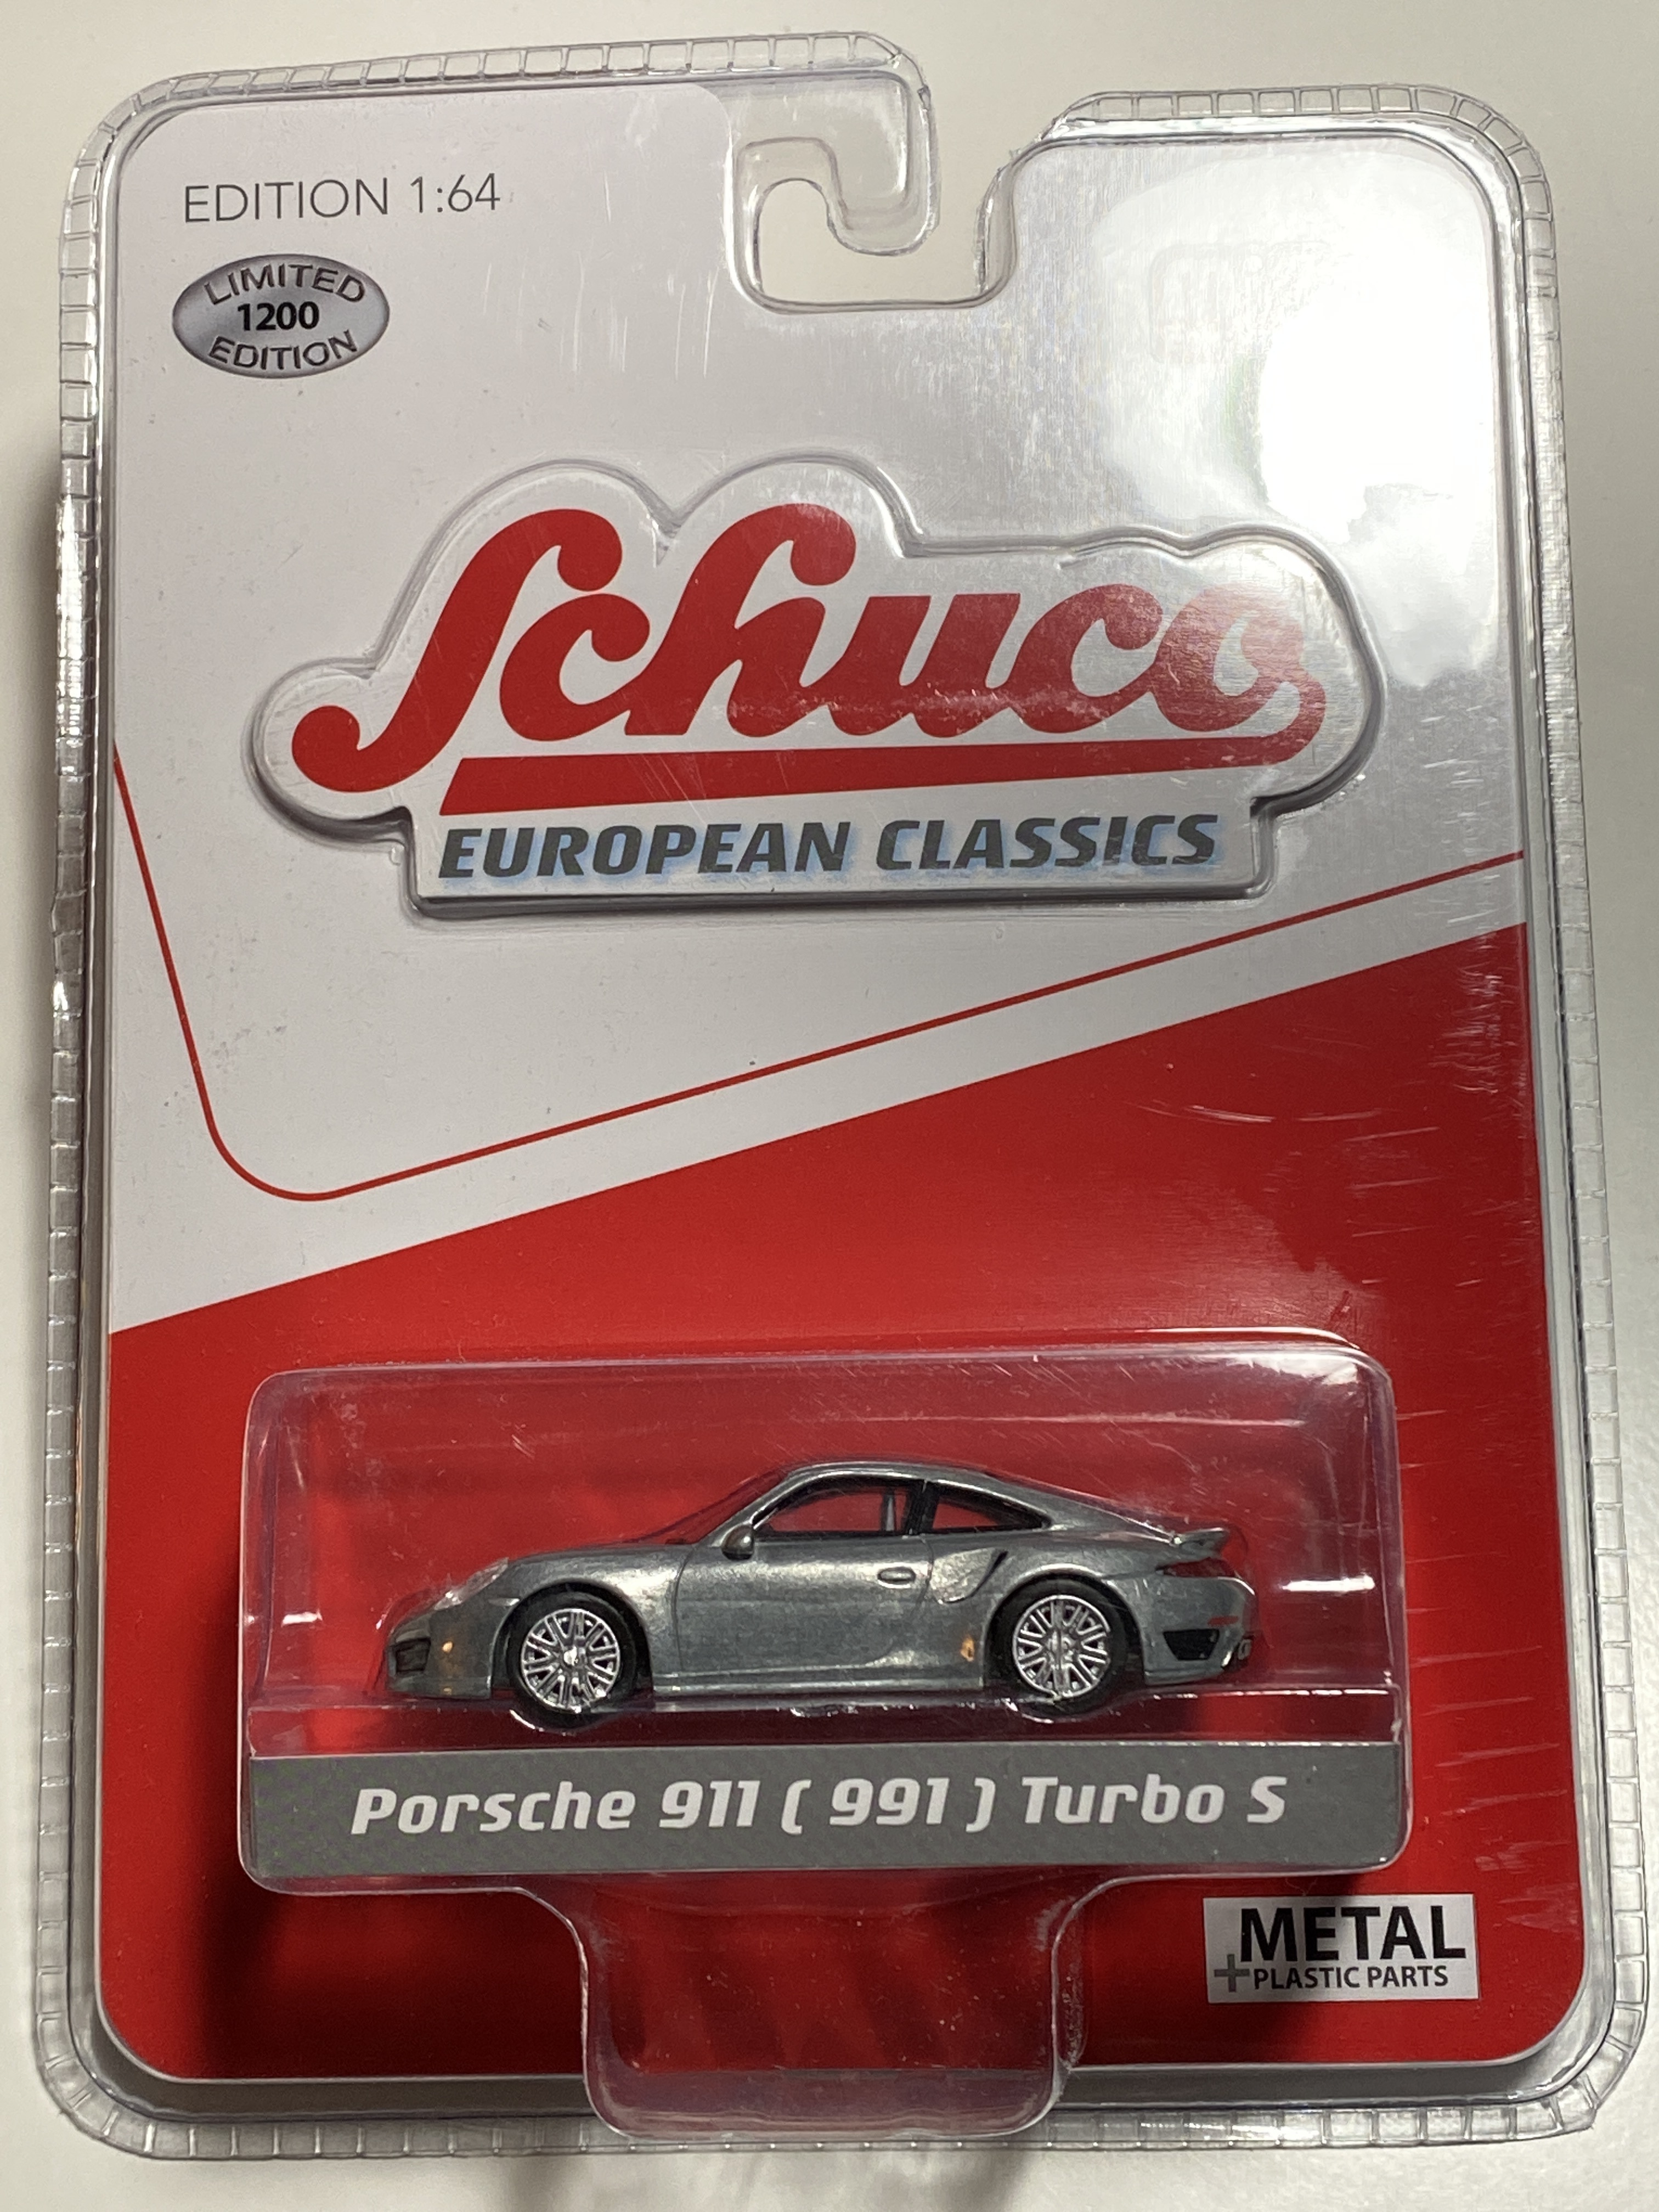 EDITION 1:64
LIMITED
1200
EDITION
Schuco
EUROPEAN CLASSICS
Porsche 911 ( 991 ) Turbo S
METAL
+PLASTIC PARTS